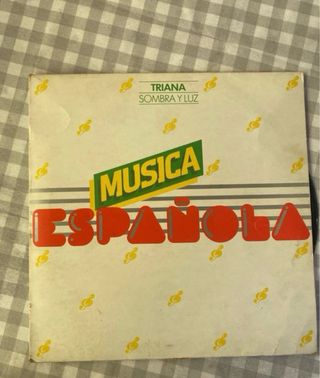 TRIANA
SOMBRA Y LUZ
MUSICA
ESPAÑOLA